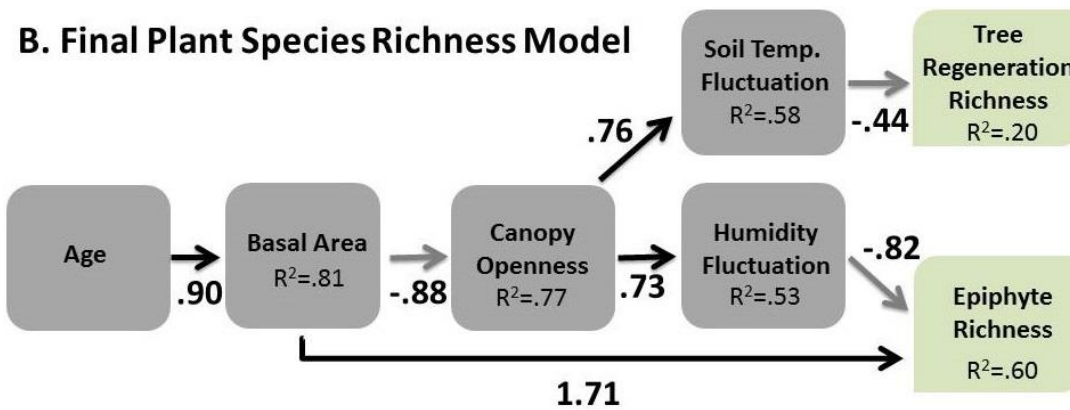 B. Final Plant Species Richness Model
Soil Temp.
Fluctuation
R²=.58
-.44
Tree
Regeneration
Richness
R²=.20
.76
Age
.90
Basal Area
R²=.81
-.88
Canopy
Openness
R²=.77
.73
Humidity
Fluctuation
R²=.53
-.82
Epiphyte
Richness
R²=.60
1.71